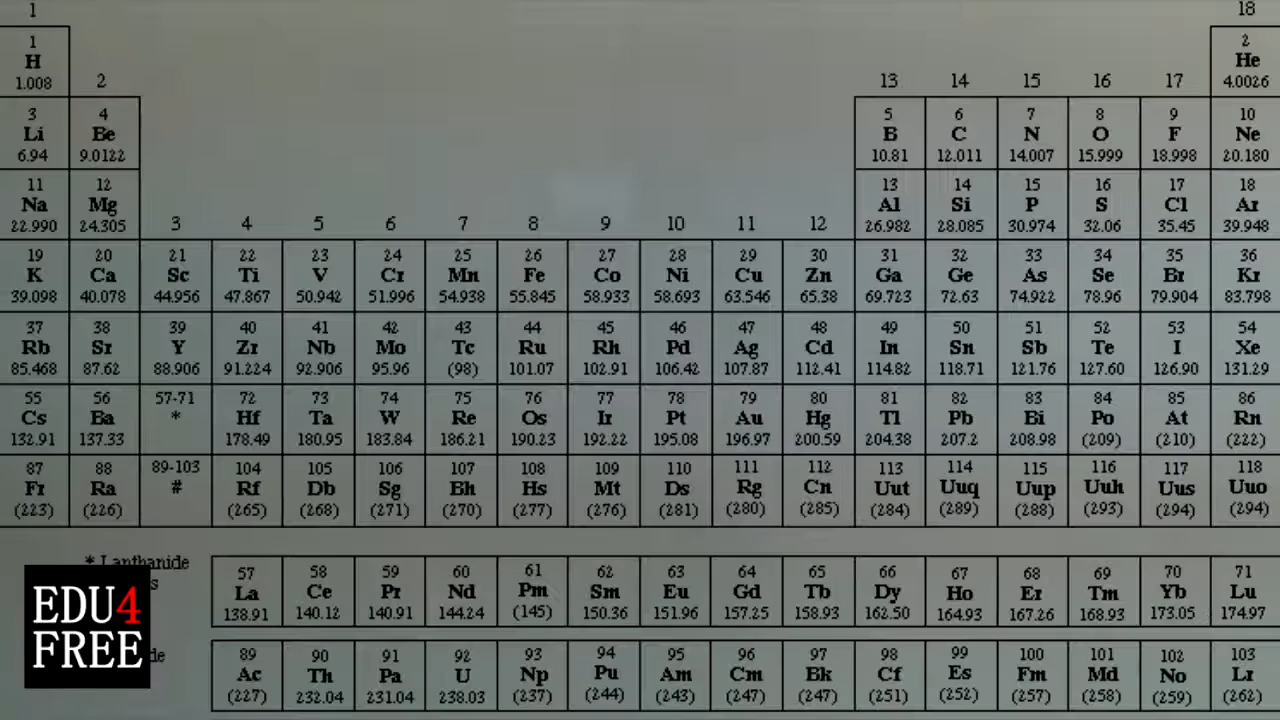 1 18
1 2
H He
1.008 2 13 14 15 16 17 4.0026
3 4 5 6 7 8 9 10
Li Be B C N O F Ne
6.94 9.0122 10.81 12.011 14.007 15.999 18.998 20.180
11 12 13 14 15 16 17 18
Na Mg Al Si P S Cl Ar
22.990 24.305 3 4 5 6 7 8 9 10 11 12 26.982 28.085 30.974 32.06 35.45 39.948
19 20 21 22 23 24 25 26 27 28 29 30 31 32 33 34 35 36
K Ca Sc Ti V Cr Mn Fe Co Ni Cu Zn Ga Ge As Se Br Kr
39.098 40.078 44.956 47.867 50.942 51.996 54.938 55.845 58.933 58.693 63.546 65.38 69.723 72.63 74.922 78.96 79.904 83.798
37 38 39 40 41 42 43 44 45 46 47 48 49 50 51 52 53 54
Rb Sr Y Zr Nb Mo Tc Ru Rh Pd Ag Cd In Sn Sb Te I Xe
85.468 87.62 88.906 91.224 92.906 95.96 (98) 101.07 102.91 106.42 107.87 112.41 114.82 118.71 121.76 127.60 126.90 131.29
55 56 57-71 72 73 74 75 76 77 78 79 80 81 82 83 84 85 86
Cs Ba * Hf Ta W Re Os Ir Pt Au Hg Tl Pb Bi Po At Rn
132.91 137.33 178.49 180.95 183.84 186.21 190.23 192.22 195.08 196.97 200.59 204.38 207.2 208.98 (209) (210) (222)
87 88 89-103 104 105 106 107 108 109 110 111 112 113 114 115 116 117 118
Fr Ra # Rf Db Sg Bh Hs Mt Ds Rg Cn Uut Uuq Uup Uuh Uus Uuo
(223) (226) (265) (268) (271) (270) (277) (276) (281) (280) (285) (284) (289) (288) (293) (294) (294)
* Lanthanide 57 58 59 60 61 62 63 64 65 66 67 68 69 70 71
La Ce Pr Nd Pm Sm Eu Gd Tb Dy Ho Er Tm Yb Lu
138.91 140.12 140.91 144.24 (145) 150.36 151.96 157.25 158.93 162.50 164.93 167.26 168.93 173.05 174.97
89 90 91 92 93 94 95 96 97 98 99 100 101 102 103
Ac Th Pa U Np Pu Am Cm Bk Cf Es Fm Md No Lr
(227) 232.04 231.04 238.03 (237) (244) (243) (247) (247) (251) (252) (257) (258) (259) (262)
EDU4
FREE